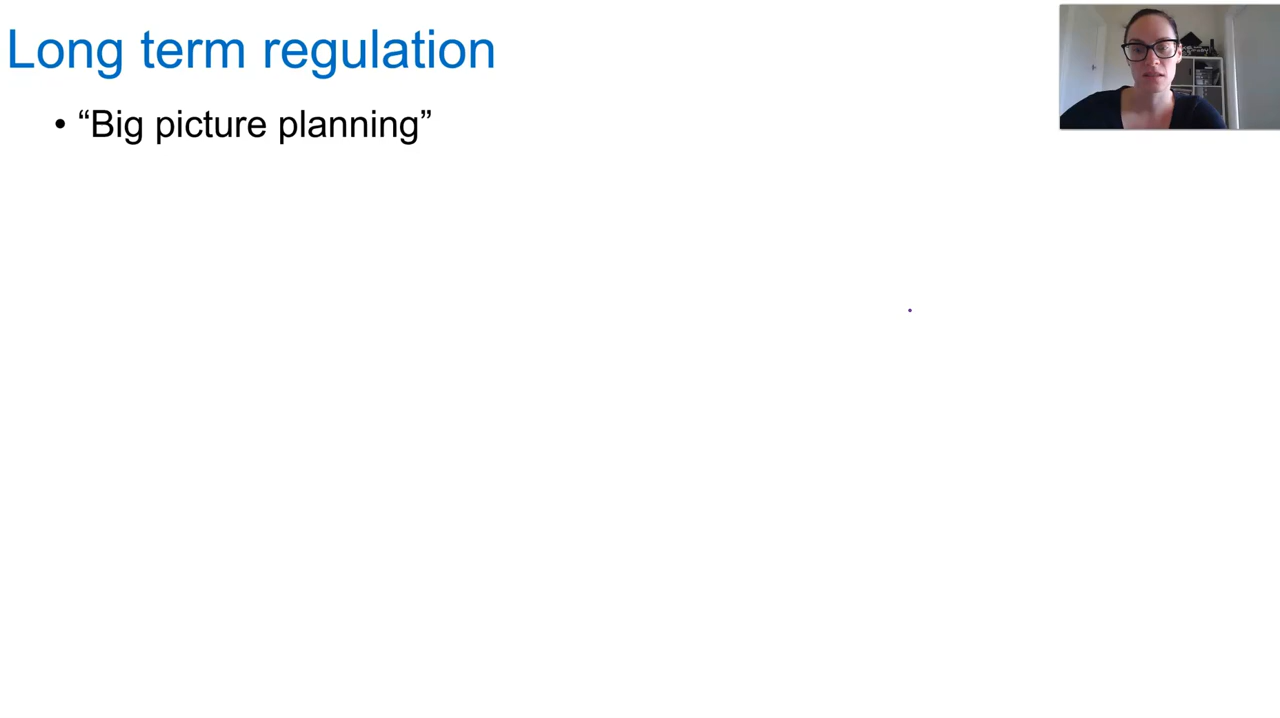 Long term regulation
• “Big picture planning”